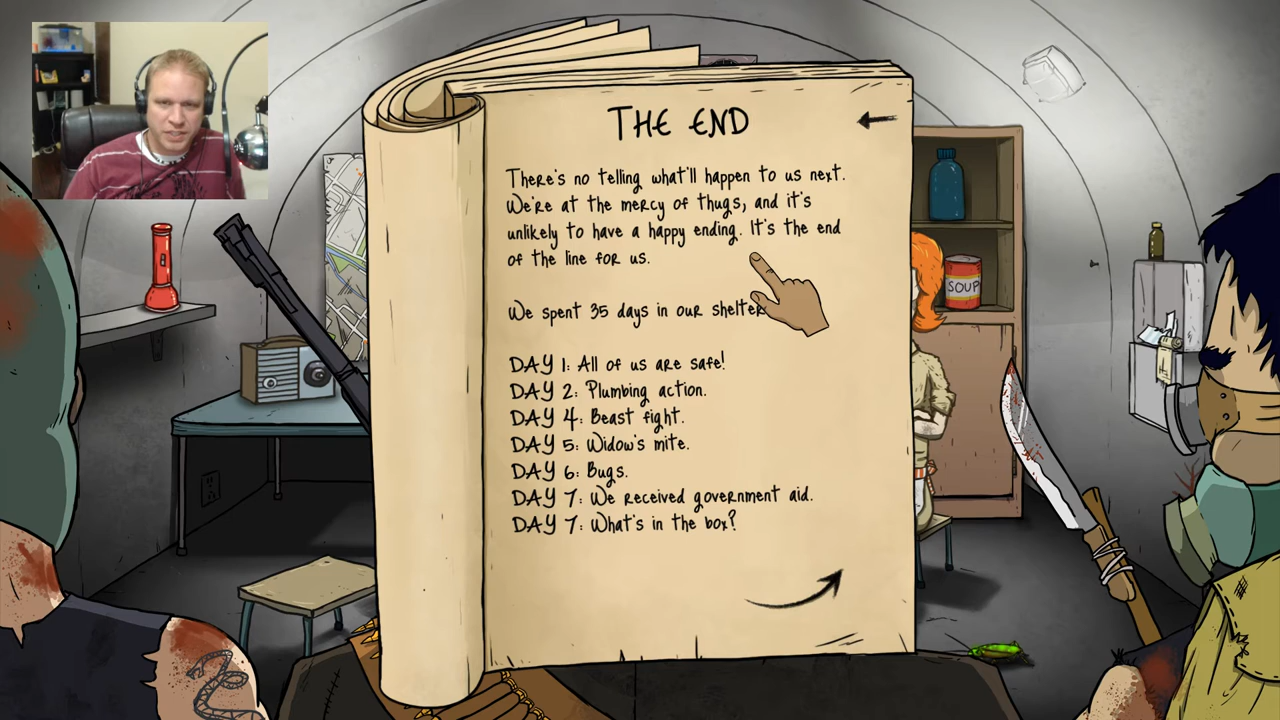 THE END
There's no telling what'll happen to us next.
We're at the mercy of thugs, and it's
unlikely to have a happy ending. It's the end
of the line for us.
We spent 35 days in our shelter
DAY 1: All of us are safe!
DAY 2: Plumbing action.
DAY 4: Beast fight.
DAY 5: Widow's mite.
DAY 6: Bugs.
DAY 7: We received government aid.
DAY 7: What's in the box?
SOUP